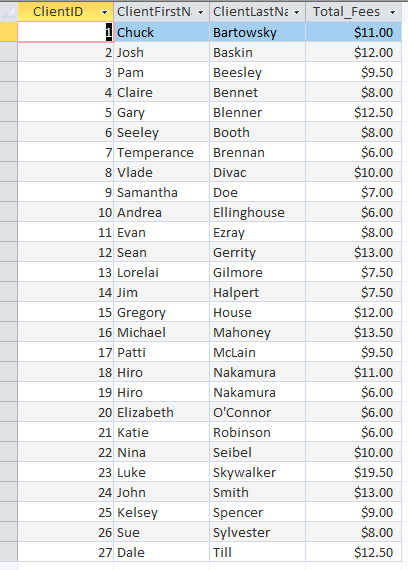 ClientID ClientFirstNa ClientLastNa Total_Fees
1 Chuck Bartowsky $11.00
2 Josh Baskin $12.00
3 Pam Beesley $9.50
4 Claire Bennet $8.00
5 Gary Blenner $12.50
6 Seeley Booth $8.00
7 Temperance Brennan $6.00
8 Vlade Divac $10.00
9 Samantha Doe $7.00
10 Andrea Ellinghouse $6.00
11 Evan Ezray $8.00
12 Sean Gerrity $13.00
13 Lorelai Gilmore $7.50
14 Jim Halpert $7.50
15 Gregory House $12.00
16 Michael Mahoney $13.50
17 Patti McLain $9.50
18 Hiro Nakamura $11.00
19 Hiro Nakamura $6.00
20 Elizabeth O'Connor $6.00
21 Katie Robinson $6.00
22 Nina Seibel $10.00
23 Luke Skywalker $19.50
24 John Smith $13.00
25 Kelsey Spencer $9.00
26 Sue Sylvester $8.00
27 Dale Till $12.50